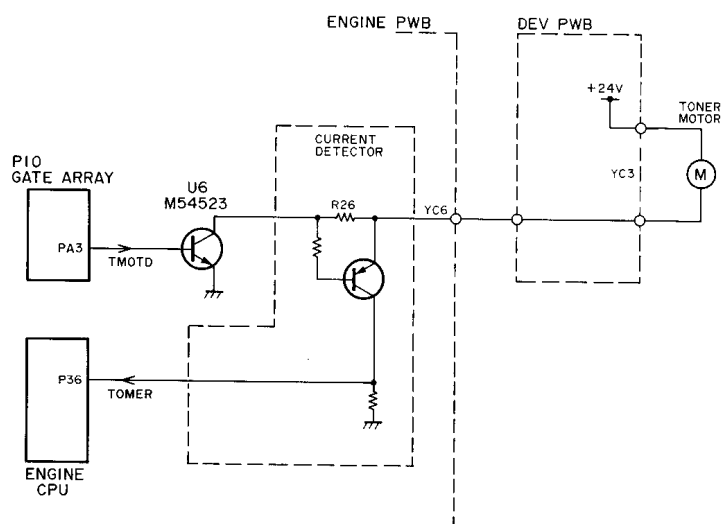 ENGINE PWB
DEV PWB
+24V
TONER
MOTOR
CURRENT
DETECTOR
PIO
GATE ARRAY
U6
M54523
R26
YC6
YC3
M
PA3
TMOTD
P36
TOMER
ENGINE
CPU